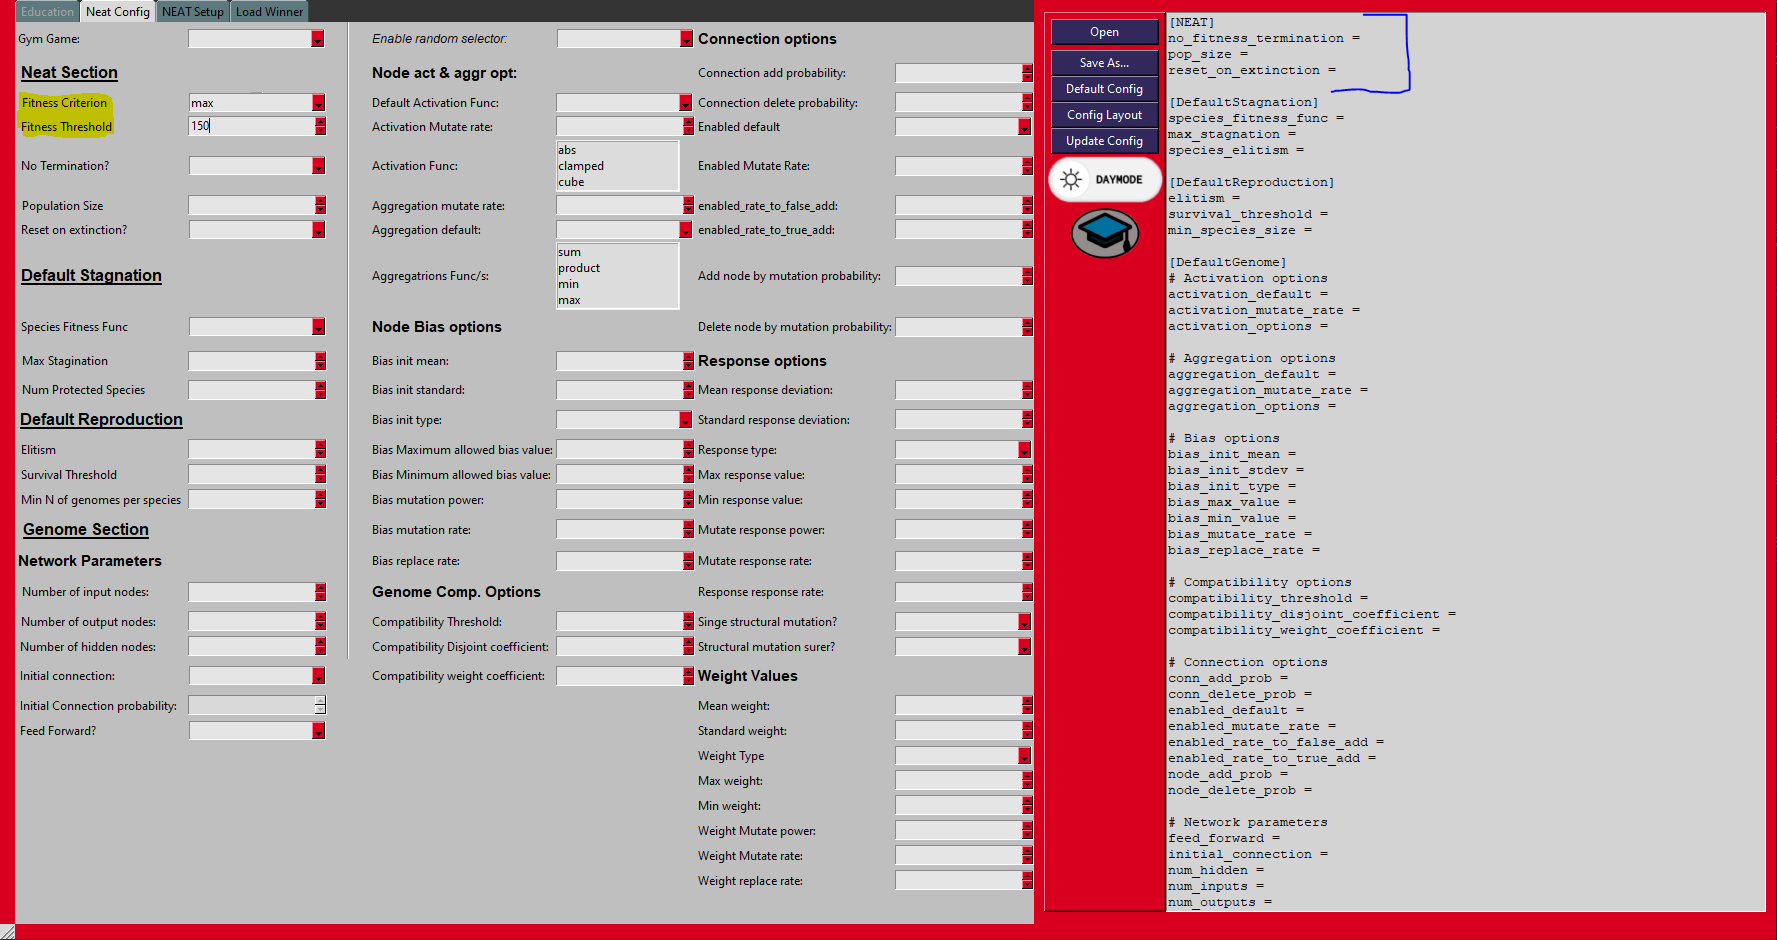 Education Neat Config NEAT Setup Load Winner
Gym Game:
Neat Section
Fitness Criterion max
Fitness Threshold 150
No Termination?
Population Size
Reset on extinction?
Default Stagnation
Species Fitness Func
Max Stagination
Num Protected Species
Default Reproduction
Elitism
Survival Threshold
Min N of genomes per species
Genome Section
Network Parameters
Number of input nodes:
Number of output nodes:
Number of hidden nodes:
Initial connection:
Initial Connection probability:
Feed Forward?
Enable random selector:
Node act & aggr opt:
Default Activation Func:
Activation Mutate rate:
Activation Func:
abs
clamped
cube
Aggregation mutate rate:
Aggregation default:
Aggregatrions Func/s:
sum
product
min
max
Node Bias options
Bias init mean:
Bias init standard:
Bias init type:
Bias Maximum allowed bias value:
Bias Minimum allowed bias value:
Bias mutation power:
Bias mutation rate:
Bias replace rate:
Genome Comp. Options
Compatibility Threshold:
Compatibility Disjoint coefficient:
Compatibility weight coefficient:
Connection options
Connection add probability:
Connection delete probability:
Enabled default
Enabled Mutate Rate:
enabled_rate_to_false_add:
enabled_rate_to_true_add:
Add node by mutation probability:
Delete node by mutation probability:
Response options
Mean response deviation:
Standard response deviation:
Response type:
Max response value:
Min response value:
Mutate response power:
Mutate response rate:
Response response rate:
Singe structural mutation?
Structural mutation surer?
Weight Values
Mean weight:
Standard weight:
Weight Type
Max weight:
Min weight:
Weight Mutate power:
Weight Mutate rate:
Weight replace rate:
Open
Save As...
Default Config
Config Layout
Update Config
DAYMODE
[NEAT]
no_fitness_termination =
pop_size =
reset_on_extinction =
[DefaultStagnation]
species_fitness_func =
max_stagnation =
species_elitism =
[DefaultReproduction]
elitism =
survival_threshold =
min_species_size =
[DefaultGenome]
# Activation options
activation_default =
activation_mutate_rate =
activation_options =
# Aggregation options
aggregation_default =
aggregation_mutate_rate =
aggregation_options =
# Bias options
bias_init_mean =
bias_init_stdev =
bias_init_type =
bias_max_value =
bias_min_value =
bias_mutate_rate =
bias_replace_rate =
# Compatibility options
compatibility_threshold =
compatibility_disjoint_coefficient =
compatibility_weight_coefficient =
# Connection options
conn_add_prob =
conn_delete_prob =
enabled_default =
enabled_mutate_rate =
enabled_rate_to_false_add =
enabled_rate_to_true_add =
node_add_prob =
node_delete_prob =
# Network parameters
feed_forward =
initial_connection =
num_hidden =
num_inputs =
num_outputs =